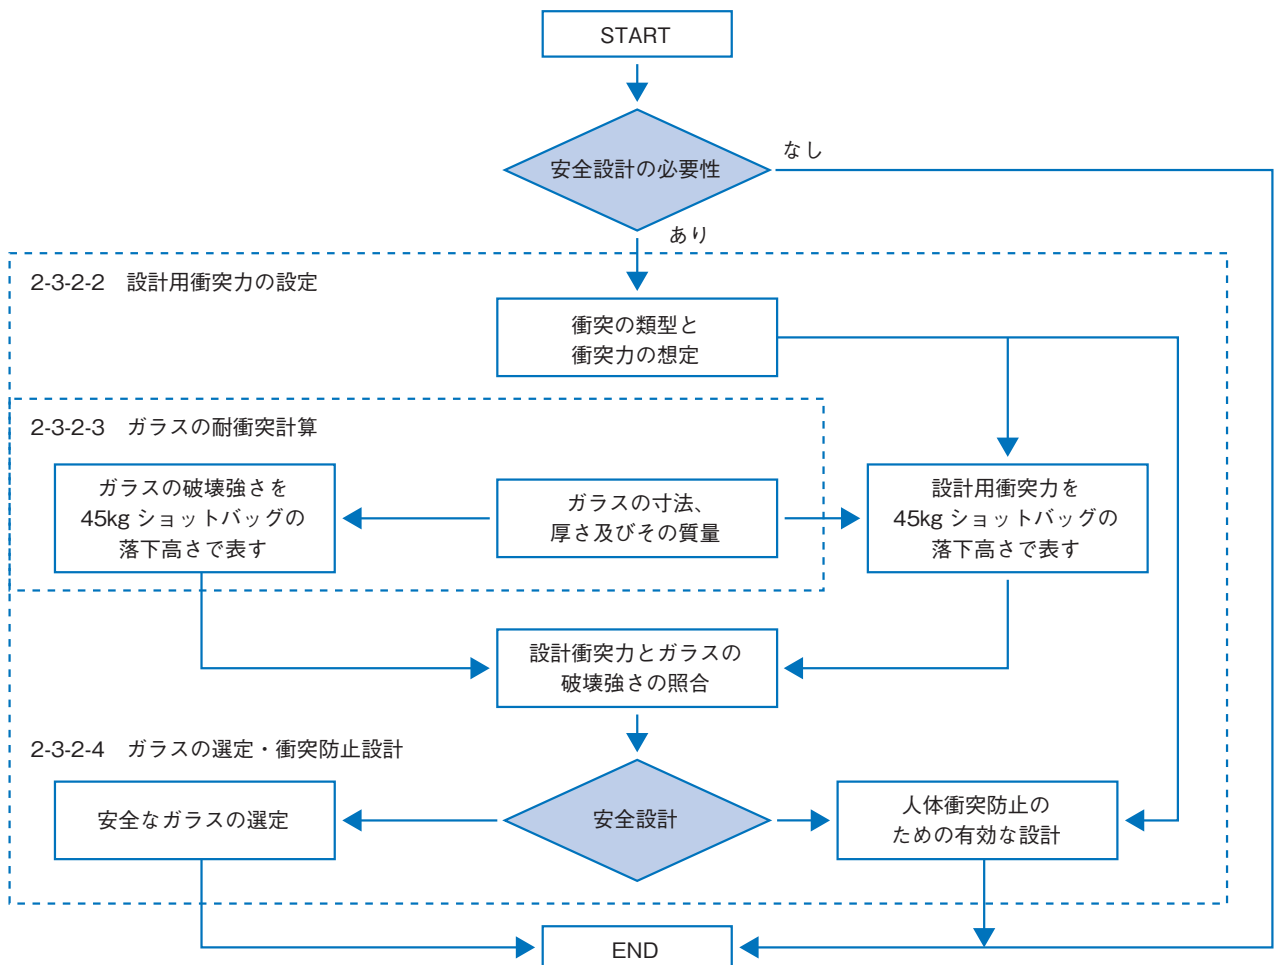 START
安全設計の必要性
なし
あり
2-3-2-2　設計用衝突力の設定
衝突の類型と
衝突力の想定
2-3-2-3　ガラスの耐衝突計算
ガラスの破壊強さを
45kg ショットバッグの
落下高さで表す
ガラスの寸法、
厚さ及びその質量
設計用衝突力を
45kg ショットバッグの
落下高さで表す
設計衝突力とガラスの
破壊強さの照合
2-3-2-4　ガラスの選定・衝突防止設計
安全なガラスの選定
安全設計
人体衝突防止の
ための有効な設計
END